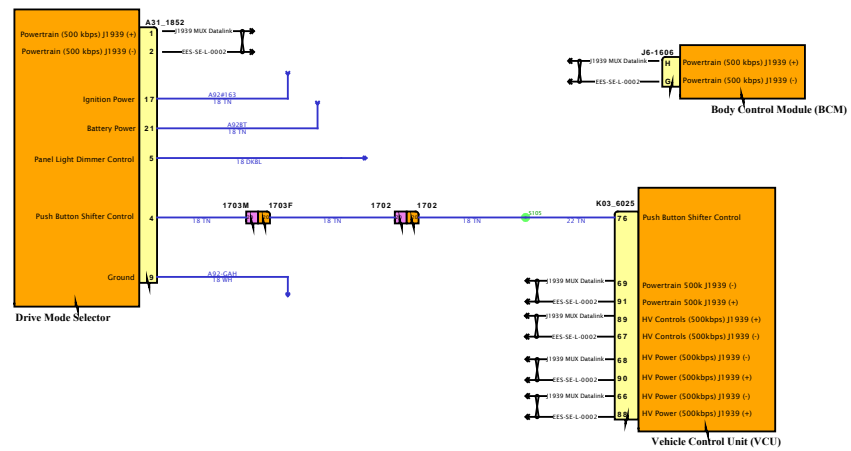 A31_1852
Powertrain (500 kbps) J1939 (+) 1 J1939 MUX Datalink
Powertrain (500 kbps) J1939 (-) 2 EES-SE-L-0002
Ignition Power 17 A92#163
18 TN
Battery Power 21 A92BT
18 TN
Panel Light Dimmer Control 5
18 DKBL
1703M 1703F 1702 1702
Push Button Shifter Control 4
18 TN 18 TN 18 TN S105 22 TN
Ground 9 A92-GAH
18 WH
Drive Mode Selector
J6-1606
J1939 MUX Datalink H Powertrain (500 kbps) J1939 (+)
EES-SE-L-0002 G Powertrain (500 kbps) J1939 (-)
Body Control Module (BCM)
K03_6025
76 Push Button Shifter Control
J1939 MUX Datalink 69 Powertrain 500k J1939 (-)
EES-SE-L-0002 91 Powertrain 500k J1939 (+)
J1939 MUX Datalink 89 HV Controls (500kbps) J1939 (+)
EES-SE-L-0002 67 HV Controls (500kbps) J1939 (-)
J1939 MUX Datalink 68 HV Power (500kbps) J1939 (-)
EES-SE-L-0002 90 HV Power (500kbps) J1939 (+)
J1939 MUX Datalink 66 HV Power (500kbps) J1939 (-)
EES-SE-L-0002 88 HV Power (500kbps) J1939 (+)
Vehicle Control Unit (VCU)